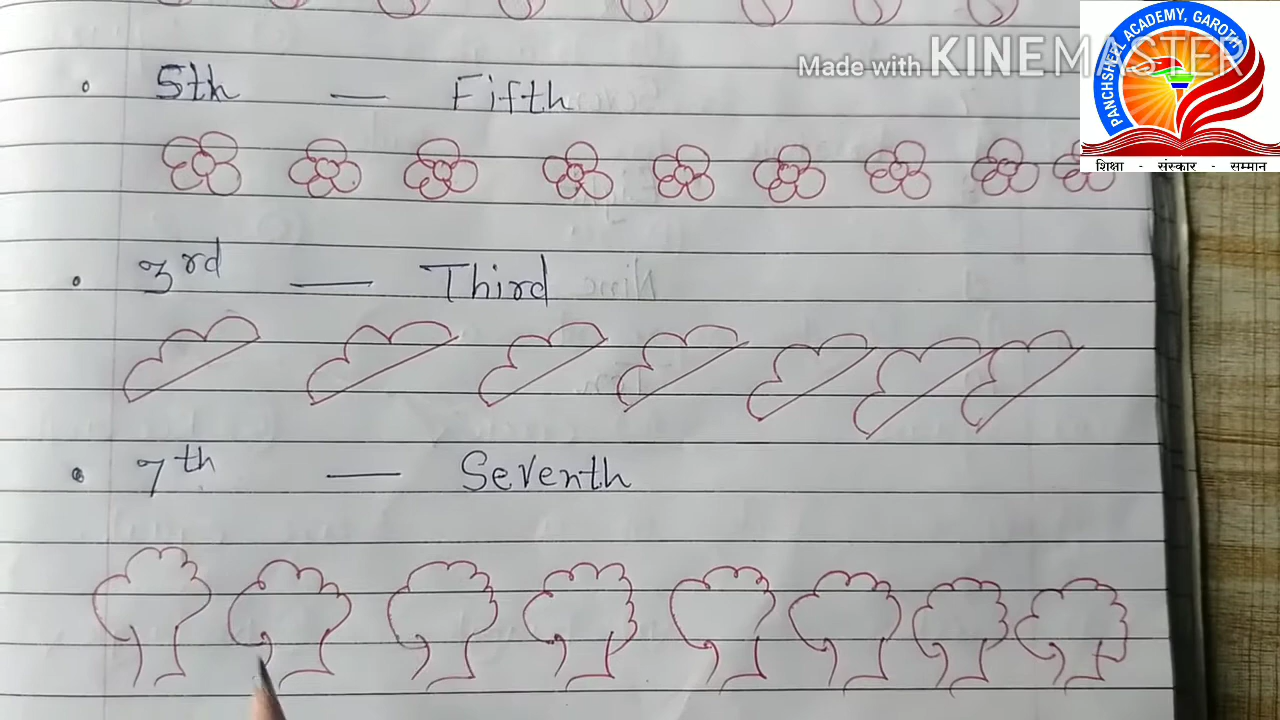 Made with KINEMASTER
PANCHSHEEL ACADEMY, GAROTH
शिक्षा - संस्कार - सम्मान
5th — Fifth
3rd — Third
7th — Seventh